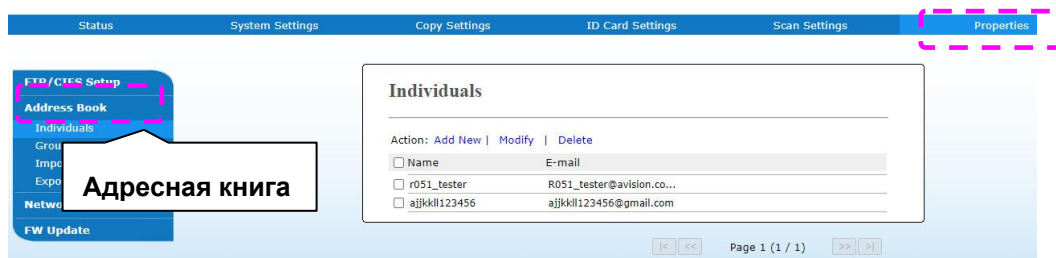 Status System Settings Copy Settings ID Card Settings Scan Settings Properties
FTP/CIFS Setup
Address Book
Individuals
Адресная книга
FW Update
Individuals
Action: Add New | Modify | Delete
Name E-mail
r051_tester R051_tester@avision.co...
ajjkkll123456 ajjkkll123456@gmail.com
|< << Page 1 (1 / 1) >> >|